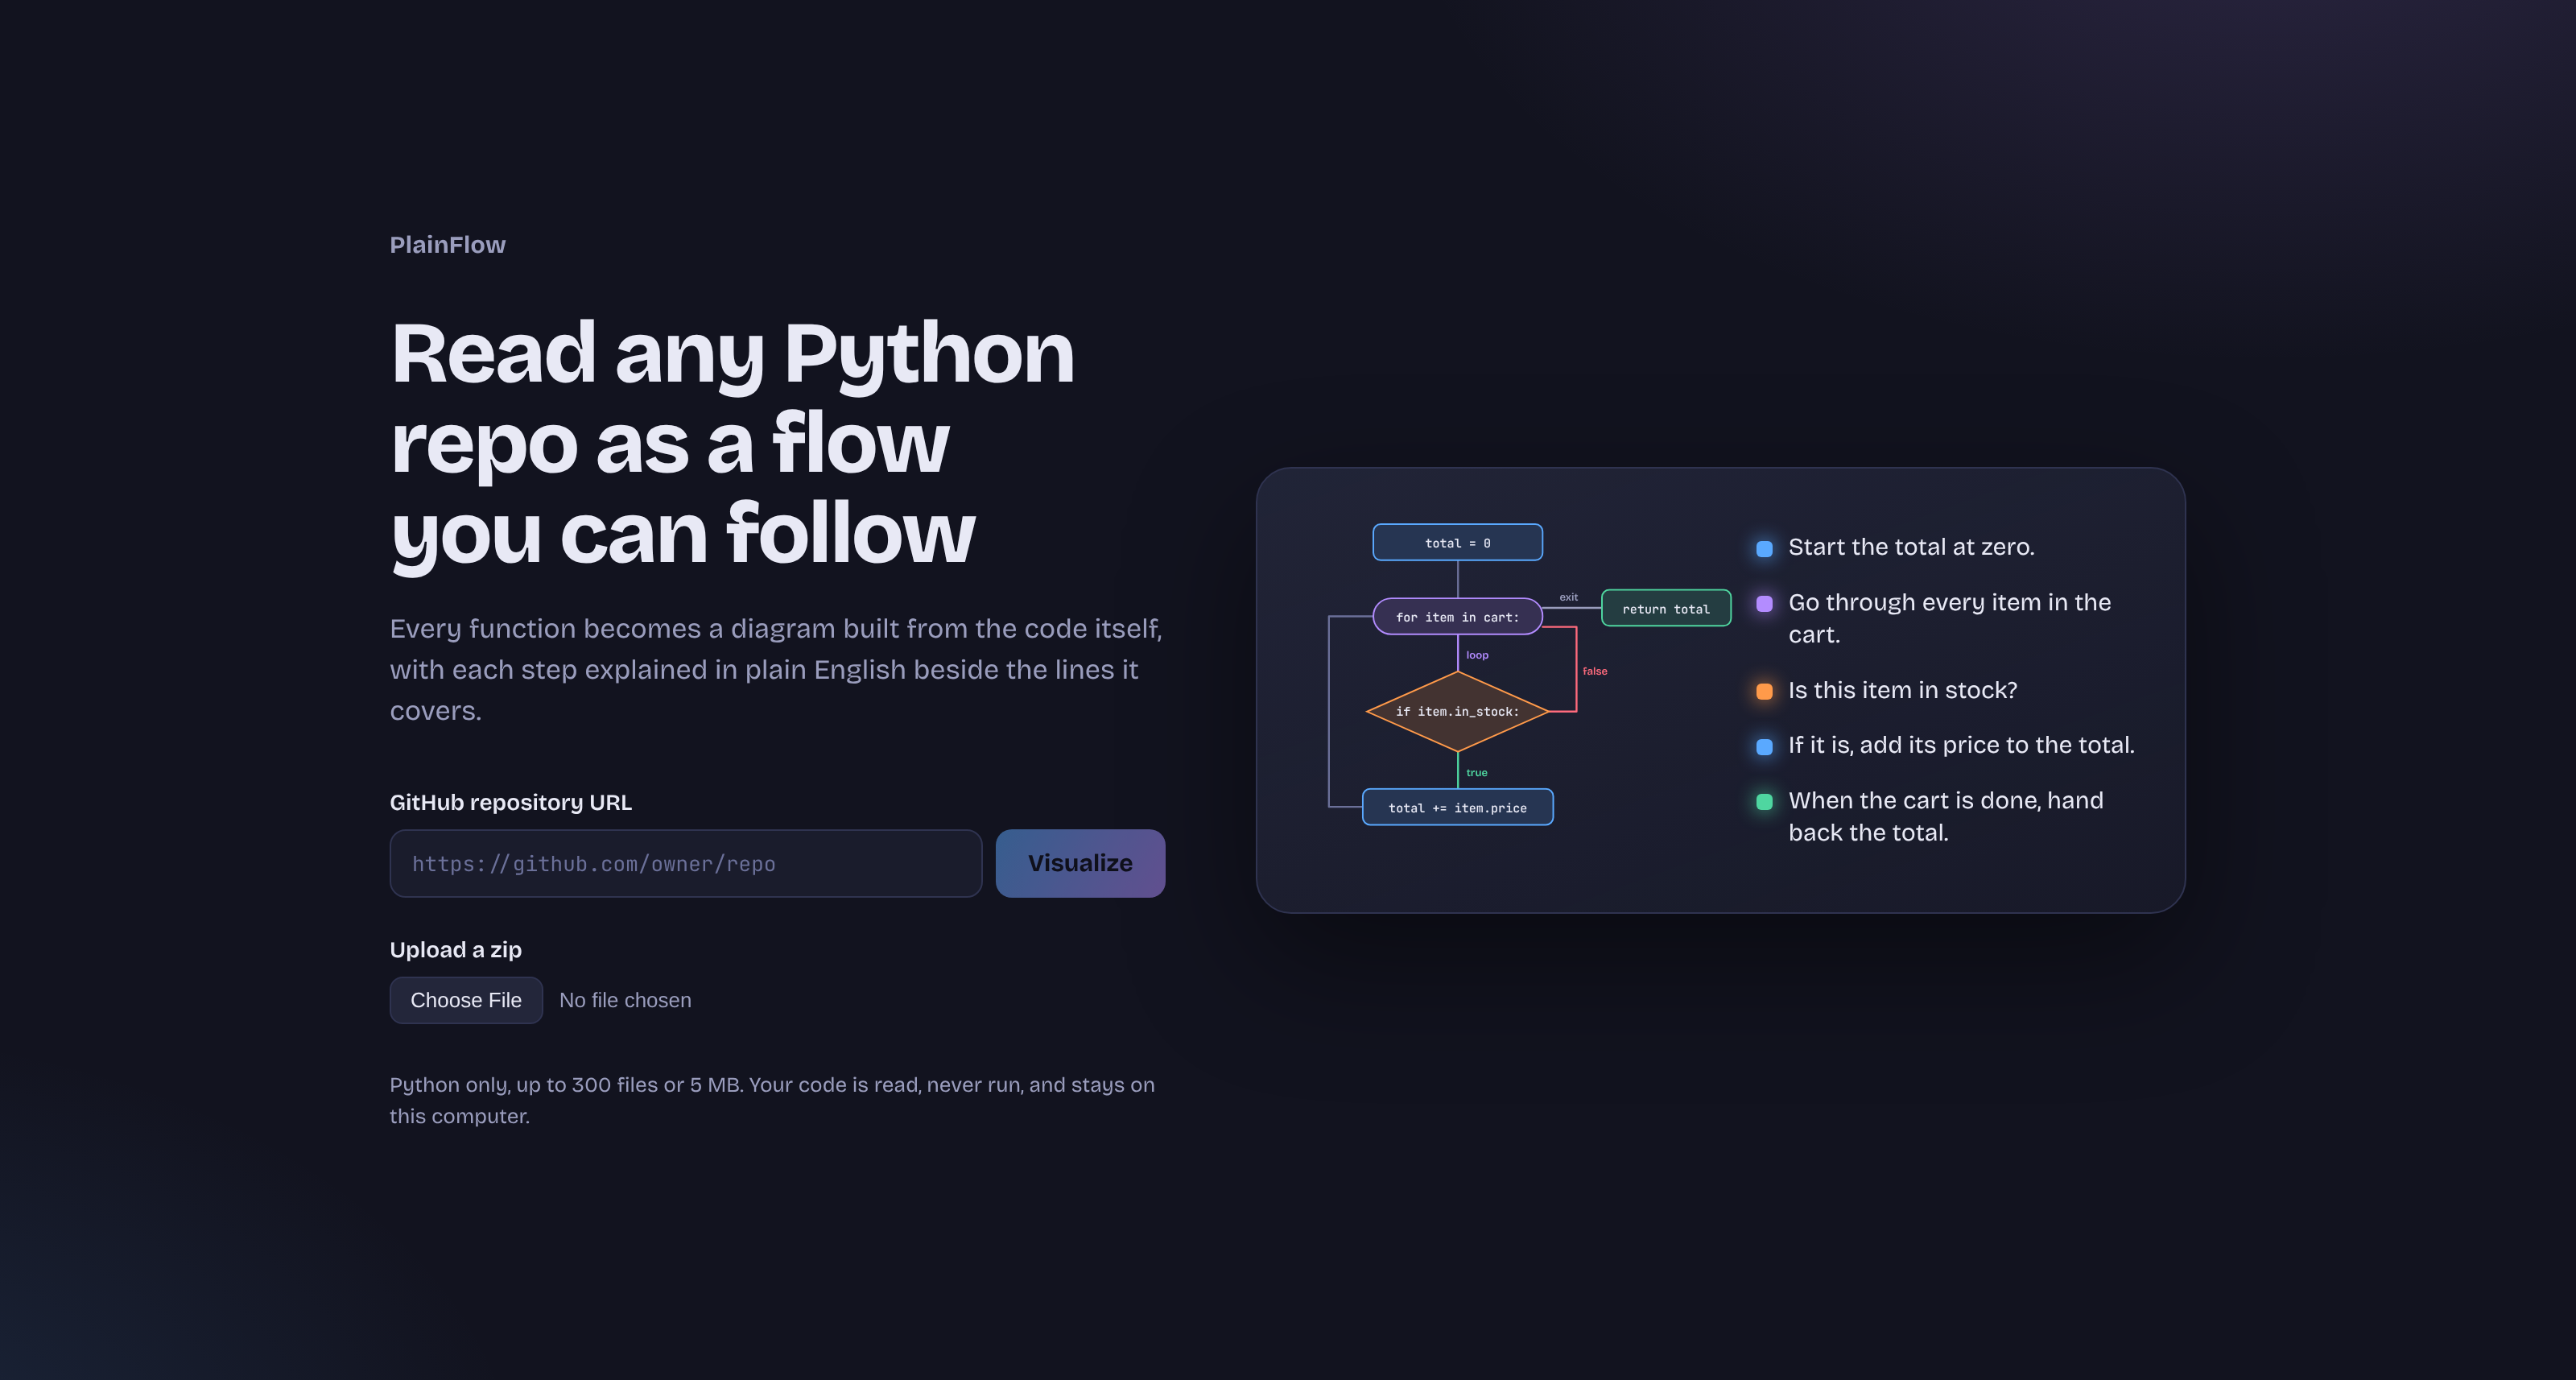 PlainFlow
Read any Python
repo as a flow
you can follow
Every function becomes a diagram built from the code itself,
with each step explained in plain English beside the lines it
covers.
GitHub repository URL
https://github.com/owner/repo
Visualize
Upload a zip
Choose File
No file chosen
Python only, up to 300 files or 5 MB. Your code is read, never run, and stays on
this computer.
total = 0
for item in cart:
exit
return total
loop
false
if item.in_stock:
true
total += item.price
Start the total at zero.
Go through every item in the
cart.
Is this item in stock?
If it is, add its price to the total.
When the cart is done, hand
back the total.